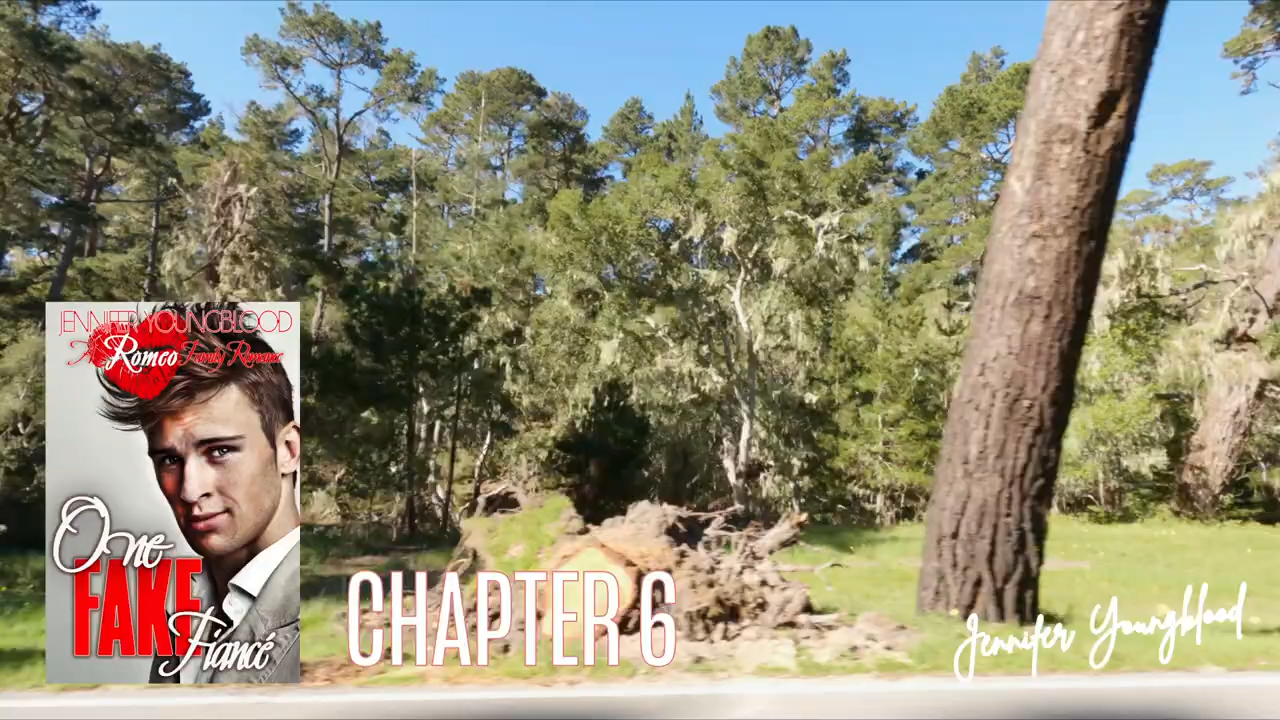 JENNIFER YOUNGBLOOD
A Romeo Family Romance
One
FAKE
Fiancé
CHAPTER 6
Jennifer Youngblood